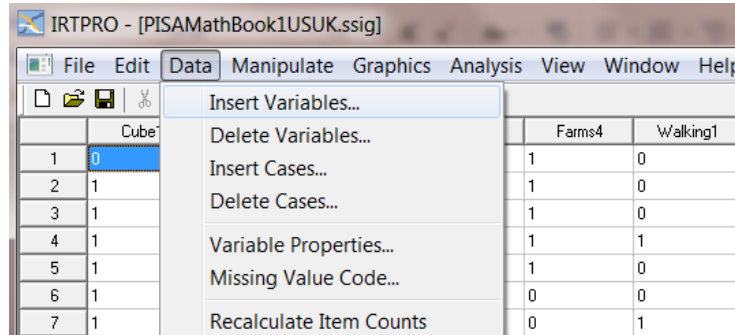 IRTPRO - [PISAMathBook1USUK.ssig]
File Edit Data Manipulate Graphics Analysis View Window Help
Insert Variables...
Delete Variables...
Insert Cases...
Delete Cases...
Variable Properties...
Missing Value Code...
Recalculate Item Counts
Cube1 Farms4 Walking1
1 0 1 0
2 1 1 0
3 1 1 0
4 1 1 1
5 1 1 0
6 1 0 0
7 1 0 1